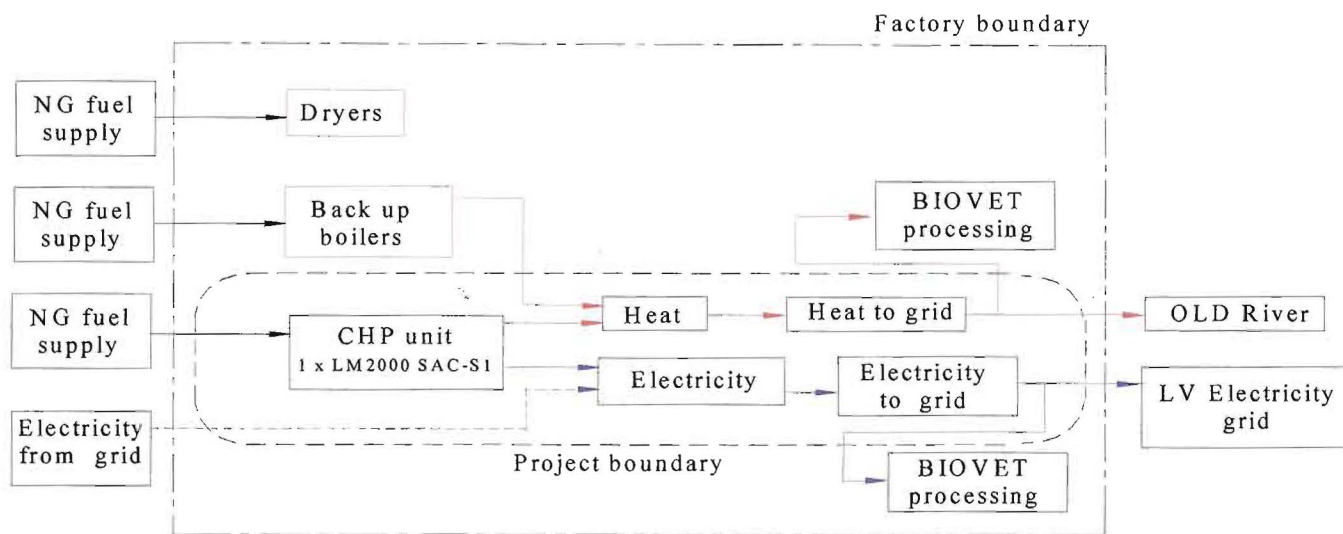 Factory boundary
NG fuel
supply
Dryers
NG fuel
supply
Back up
boilers
BIOVET
processing
NG fuel
supply
CHP unit
1 x LM2000 SAC-S1
Heat
Heat to grid
OLD River
Electricity
Electricity
to grid
LV Electricity
grid
Electricity
from grid
Project boundary
BIOVET
processing